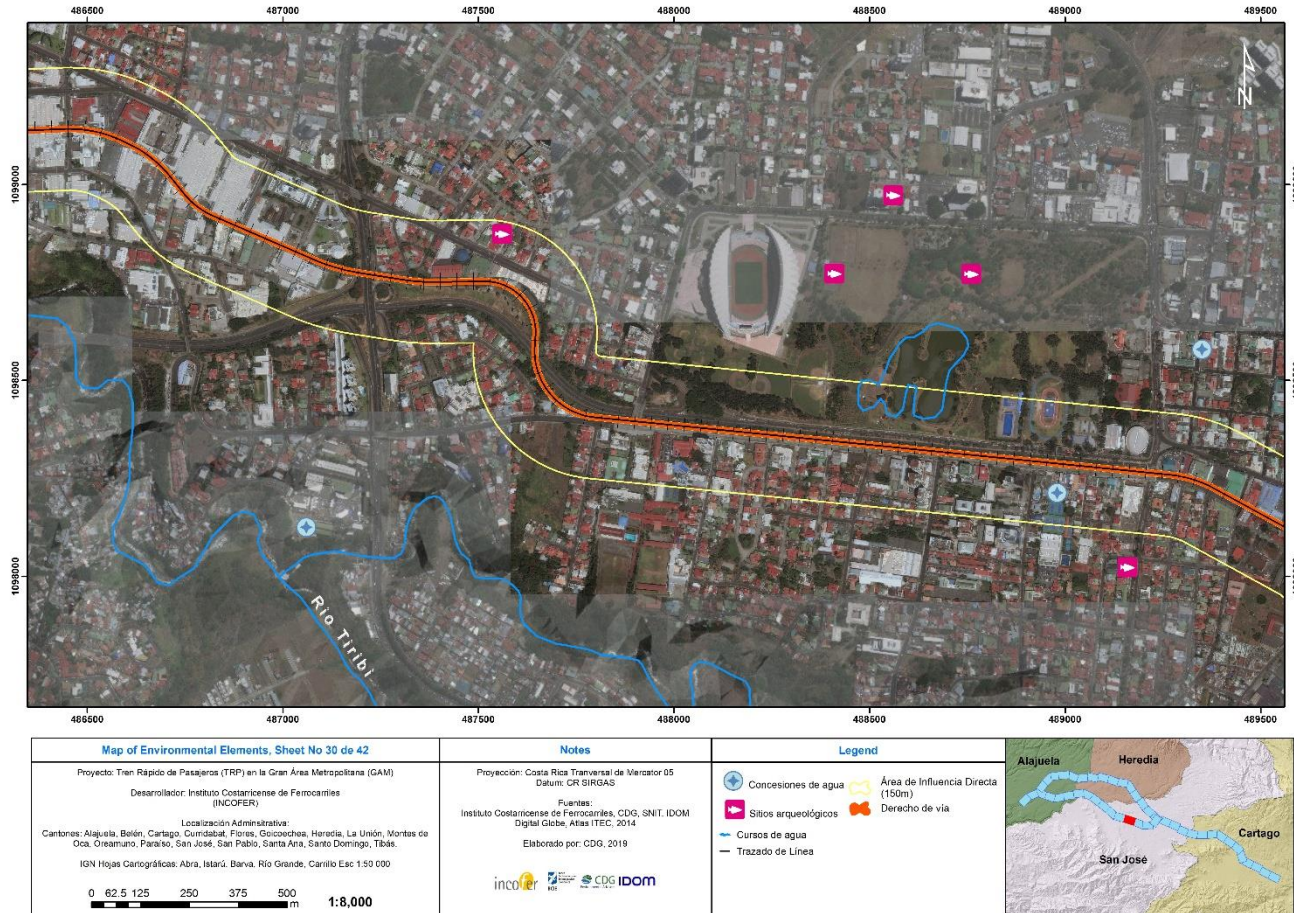 486500 487000 487500 488000 488500 489000 489500
1099000
1098500
1098000
Río Tiribí
486500 487000 487500 488000 488500 489000 489500
Map of Environmental Elements, Sheet No 30 de 42
Proyecto: Tren Rápido de Pasajeros (TRP) en la Gran Área Metropolitana (GAM)
Desarrollador: Instituto Costarricense de Ferrocarriles
(INCOFER)
Localización Adminsitrativa:
Cantones: Alajuela, Belén, Cartago, Curridabat, Flores, Goicoechea, Heredia, La Unión, Montes de
Oca, Oreamuno, Paraíso, San José, San Pablo, Santa Ana, Santo Domingo, Tibás.
IGN Hojas Cartográficas: Abra, Istarú, Barva, Río Grande, Carrillo Esc 1:50 000
0 62.5 125 250 375 500
m
1:8,000
Notes
Proyección: Costa Rica Tranversal de Mercator 05
Datum: CR SIRGAS
Fuentes:
Instituto Costarricense de Ferrocarriles, CDG, SNIT, IDOM
Digital Globe, Atlas ITEC, 2014
Elaborado por: CDG, 2019
incofer CDG IDOM
Legend
Concesiones de agua
Sitios arqueológicos
Cursos de agua
Trazado de Línea
Área de Influencia Directa
(150m)
Derecho de vía
Alajuela
Heredia
San José
Cartago